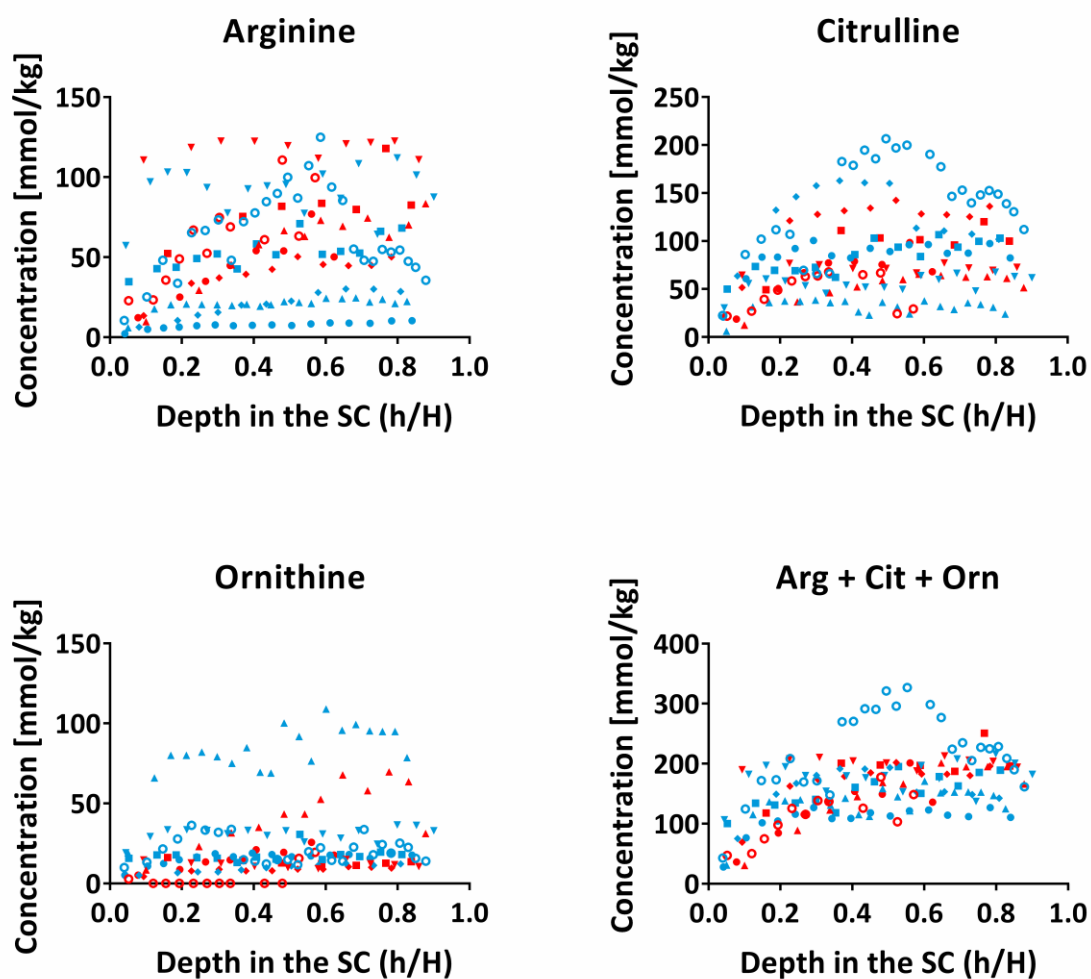 Arginine
Concentration [mmol/kg]
150
100
50
0
0.0 0.2 0.4 0.6 0.8 1.0
Depth in the SC (h/H)
Citrulline
Concentration [mmol/kg]
250
200
150
100
50
0
0.0 0.2 0.4 0.6 0.8 1.0
Depth in the SC (h/H)
Ornithine
Concentration [mmol/kg]
150
100
50
0
0.0 0.2 0.4 0.6 0.8 1.0
Depth in the SC (h/H)
Arg + Cit + Orn
Concentration [mmol/kg]
400
300
200
100
0
0.0 0.2 0.4 0.6 0.8 1.0
Depth in the SC (h/H)